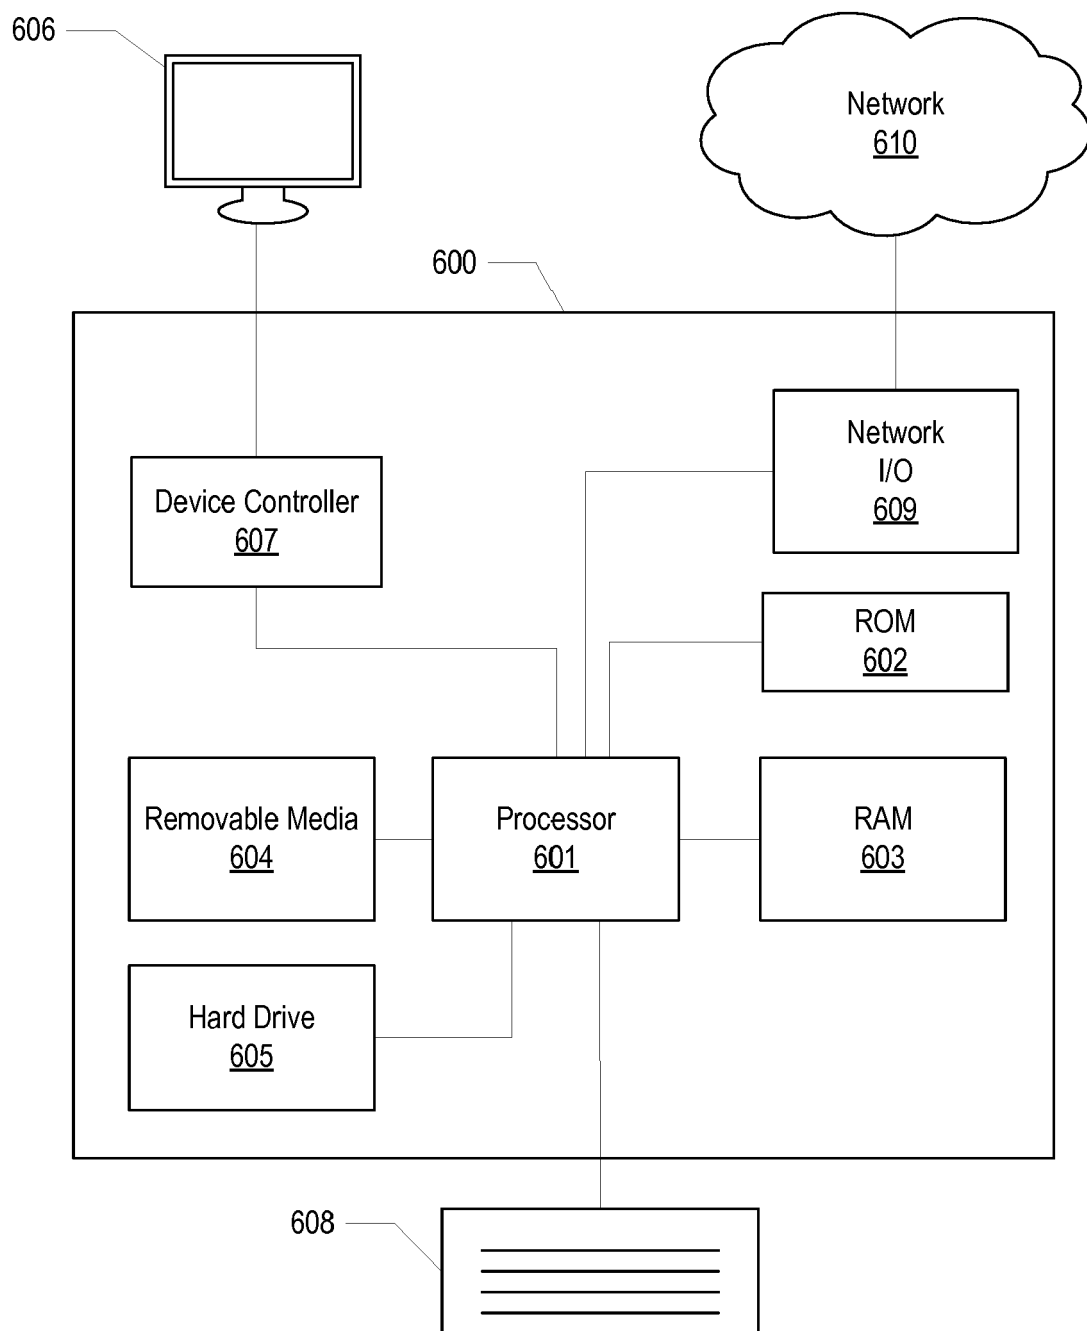 606
Network
610
600
Network
I/O
609
Device Controller
607
ROM
602
Removable Media
604
Processor
601
RAM
603
Hard Drive
605
608